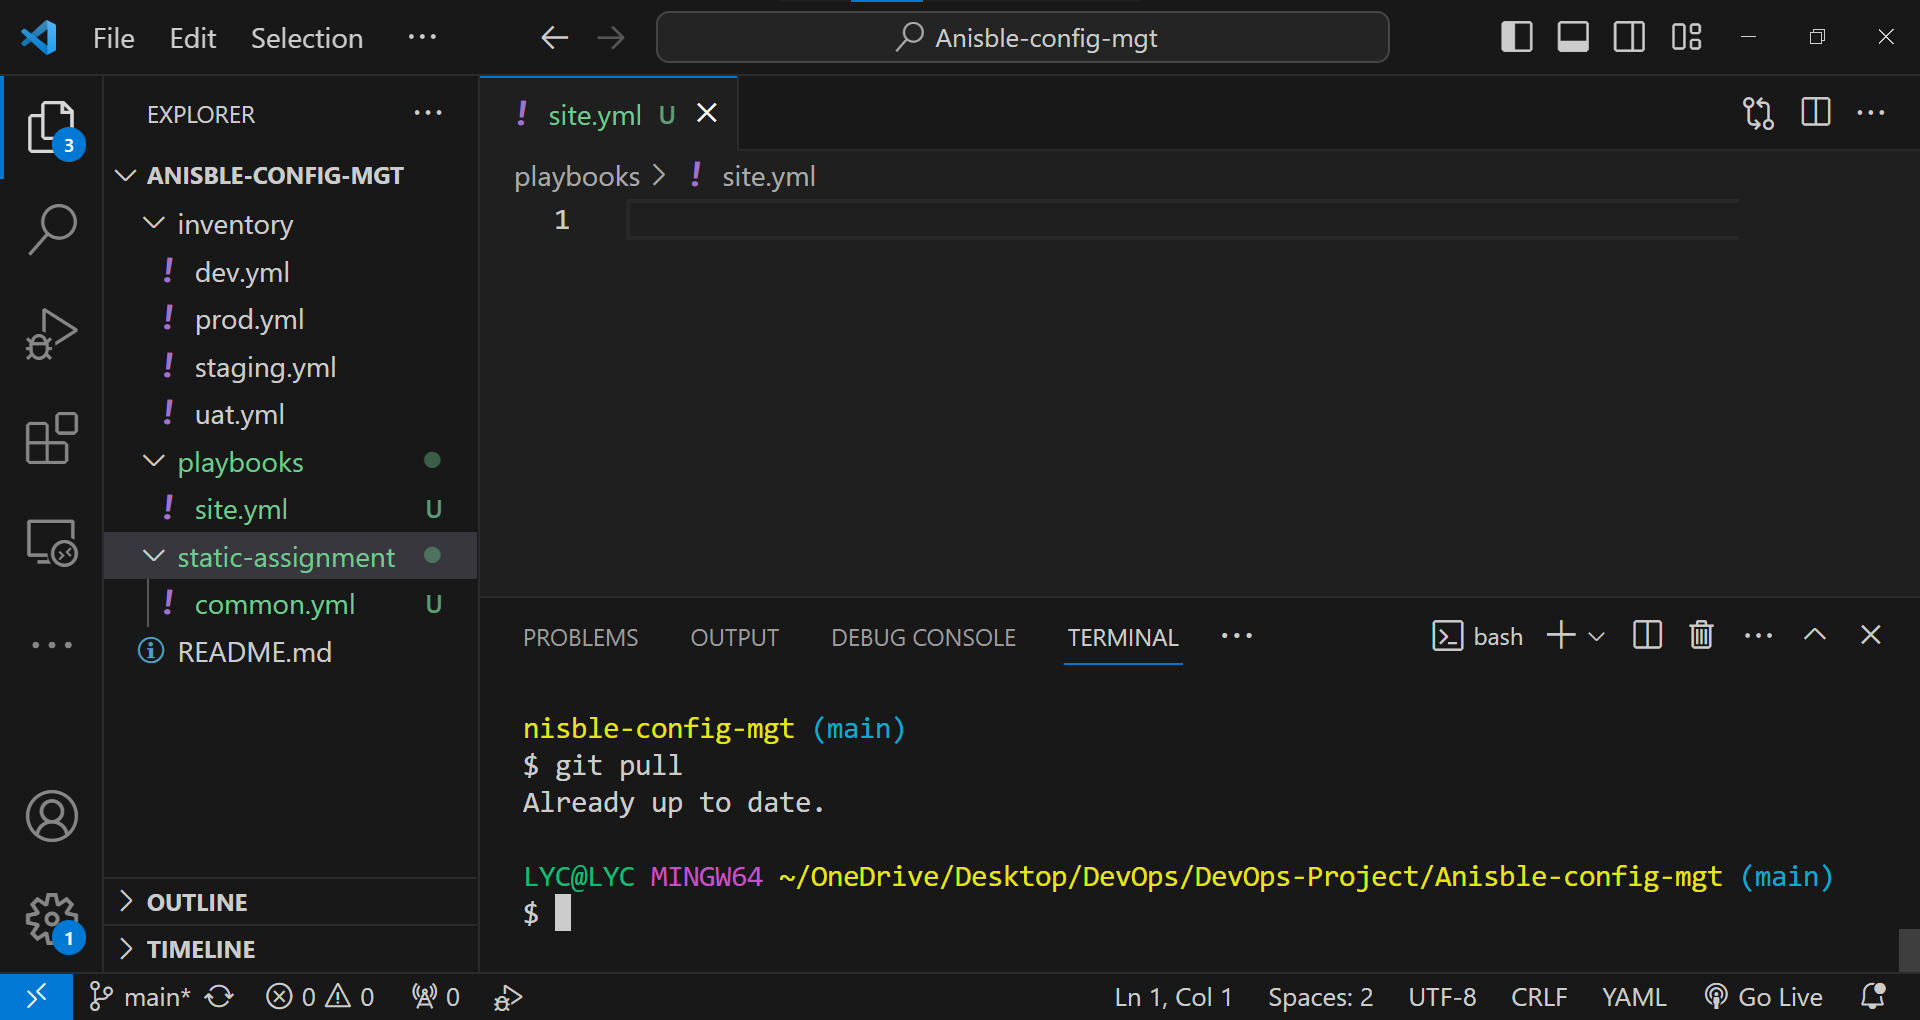 File Edit Selection ··· Anisble-config-mgt
EXPLORER ···
3
ANISBLE-CONFIG-MGT
inventory
! dev.yml
! prod.yml
! staging.yml
! uat.yml
playbooks
! site.yml U
static-assignment
! common.yml U
README.md
OUTLINE
TIMELINE
1
! site.yml U
playbooks > ! site.yml
1
PROBLEMS OUTPUT DEBUG CONSOLE TERMINAL ··· bash
nisble-config-mgt (main)
$ git pull
Already up to date.
LYC@LYC MINGW64 ~/OneDrive/Desktop/DevOps/DevOps-Project/Anisble-config-mgt (main)
$
main* 0 0 0 Ln 1, Col 1 Spaces: 2 UTF-8 CRLF YAML Go Live